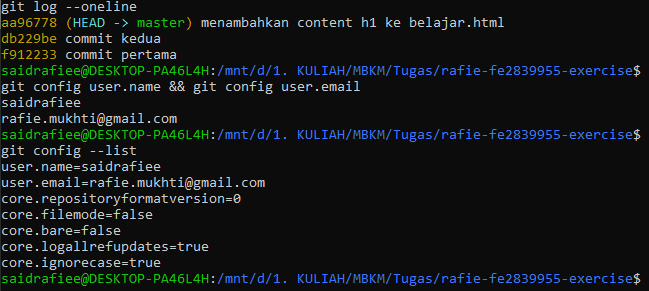 git log --oneline
aa96778 (HEAD -> master) menambahkan content h1 ke belajar.html
db229be commit kedua
f912233 commit pertama
saidrafiee@DESKTOP-PA46L4H:/mnt/d/1. KULIAH/MBKM/Tugas/rafie-fe2839955-exercise$
git config user.name && git config user.email
saidrafiee
rafie.mukhti@gmail.com
saidrafiee@DESKTOP-PA46L4H:/mnt/d/1. KULIAH/MBKM/Tugas/rafie-fe2839955-exercise$
git config --list
user.name=saidrafiee
user.email=rafie.mukhti@gmail.com
core.repositoryformatversion=0
core.filemode=false
core.bare=false
core.logallrefupdates=true
core.ignorecase=true
saidrafiee@DESKTOP-PA46L4H:/mnt/d/1. KULIAH/MBKM/Tugas/rafie-fe2839955-exercise$